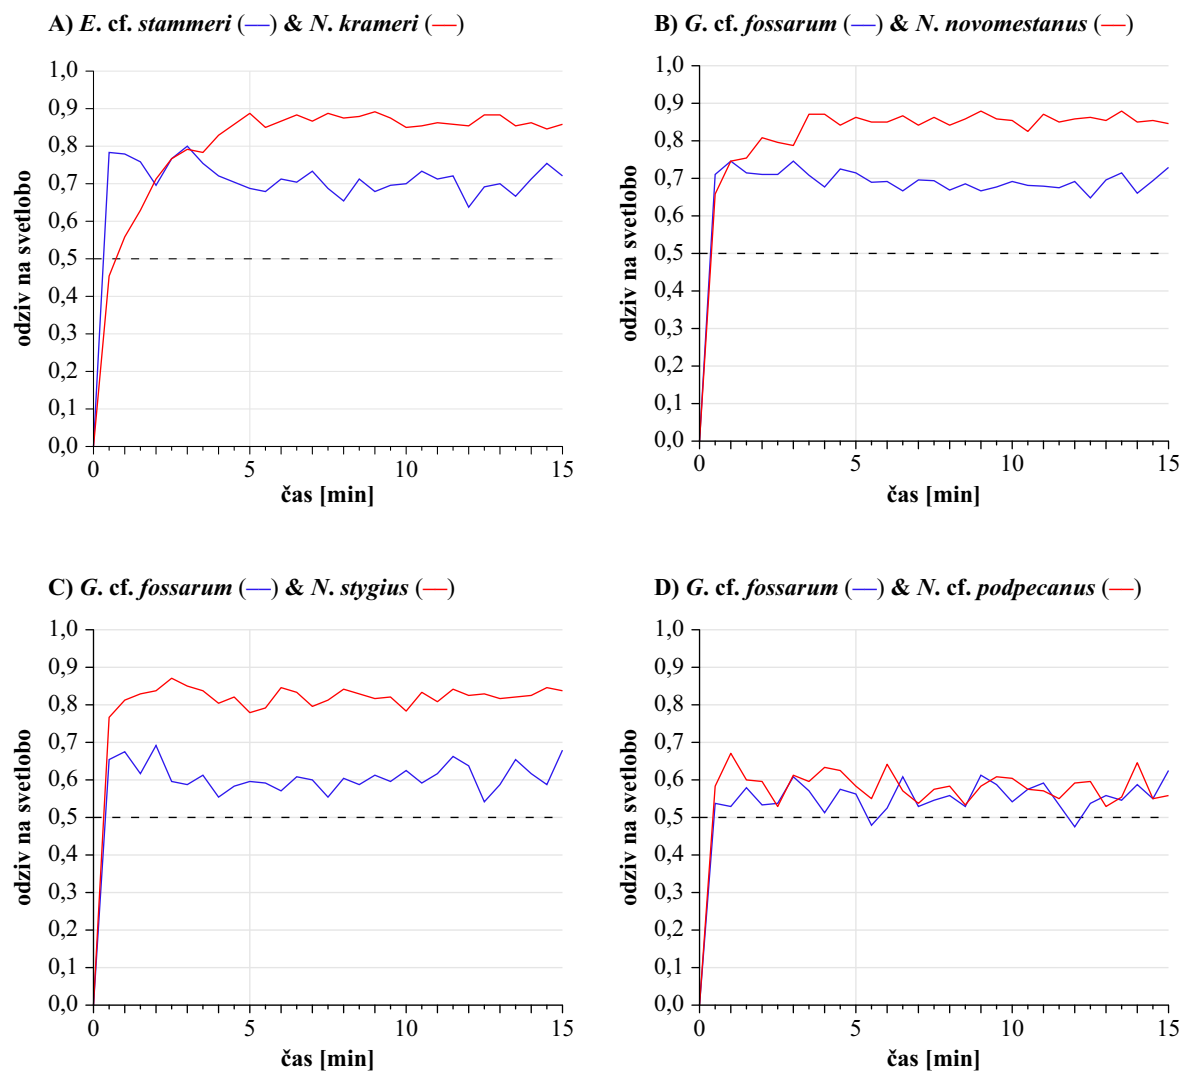 A) E. cf. stammeri (—) & N. krameri (—)
1,0
0,9
0,8
0,7
0,6
0,5
0,4
0,3
0,2
0,1
0,0
odziv na svetlobo
0 5 10 15
čas [min]
B) G. cf. fossarum (—) & N. novomestanus (—)
1,0
0,9
0,8
0,7
0,6
0,5
0,4
0,3
0,2
0,1
0,0
odziv na svetlobo
0 5 10 15
čas [min]
C) G. cf. fossarum (—) & N. stygius (—)
1,0
0,9
0,8
0,7
0,6
0,5
0,4
0,3
0,2
0,1
0,0
odziv na svetlobo
0 5 10 15
čas [min]
D) G. cf. fossarum (—) & N. cf. podpecanus (—)
1,0
0,9
0,8
0,7
0,6
0,5
0,4
0,3
0,2
0,1
0,0
odziv na svetlobo
0 5 10 15
čas [min]